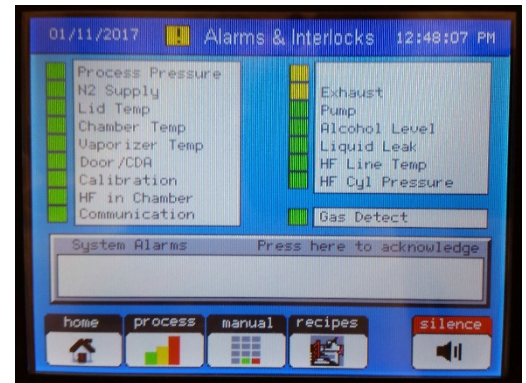 01/11/2017 ! Alarms & Interlocks 12:48:07 PM
Process Pressure
N2 Supply
Lid Temp
Chamber Temp
Vaporizer Temp
Door/CDA
Calibration
HF in Chamber
Communication
Exhaust
Pump
Alcohol Level
Liquid Leak
HF Line Temp
HF Cyl Pressure
Gas Detect
System Alarms Press here to acknowledge
home process manual recipes silence